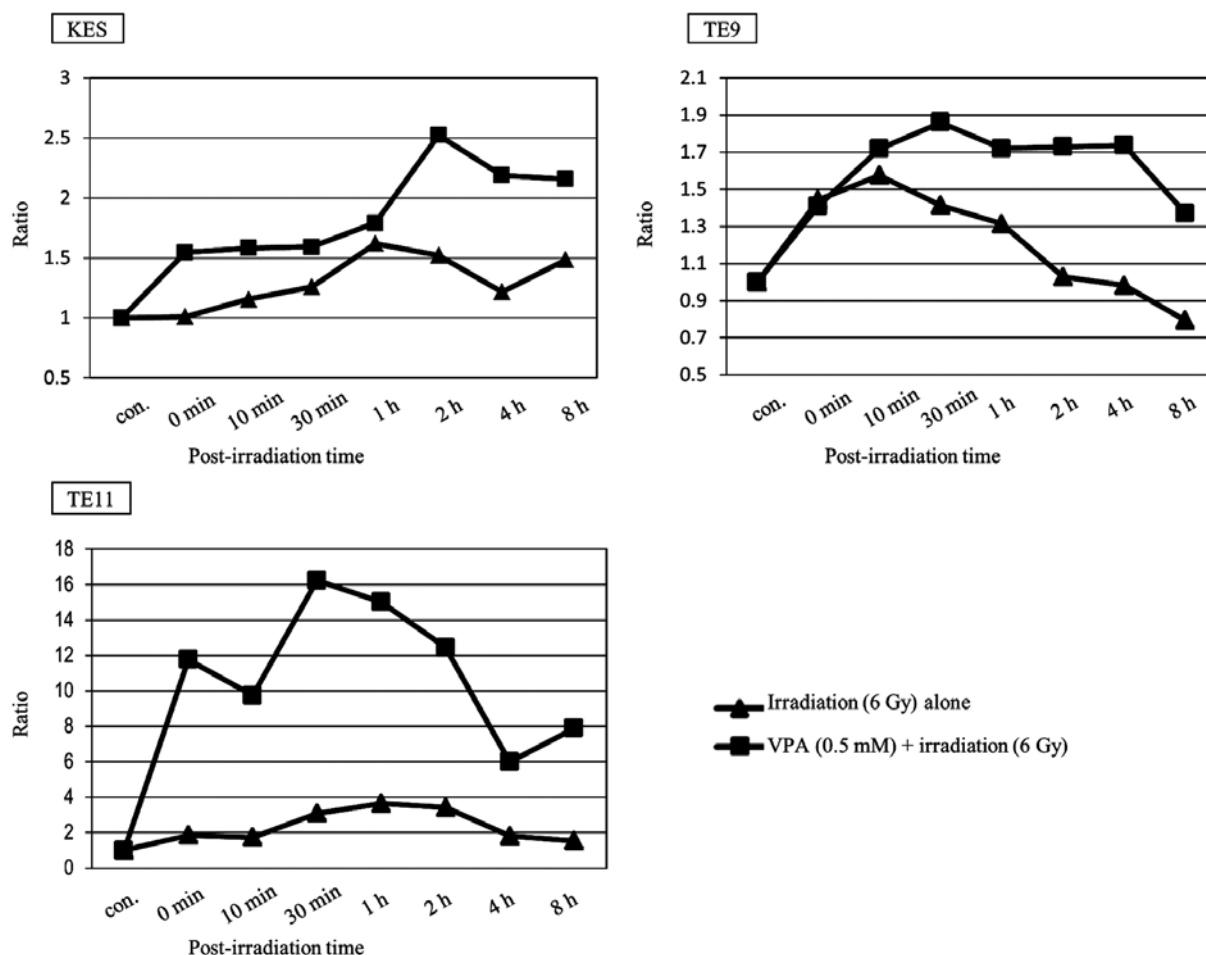 KES
3
2.5
2
1.5
1
0.5
Ratio
con. 0 min 10 min 30 min 1 h 2 h 4 h 8 h
Post-irradiation time
TE9
2.1
1.9
1.7
1.5
1.3
1.1
0.9
0.7
0.5
Ratio
con. 0 min 10 min 30 min 1 h 2 h 4 h 8 h
Post-irradiation time
TE11
18
16
14
12
10
8
6
4
2
0
Ratio
con. 0 min 10 min 30 min 1 h 2 h 4 h 8 h
Post-irradiation time
Irradiation (6 Gy) alone
VPA (0.5 mM) + irradiation (6 Gy)